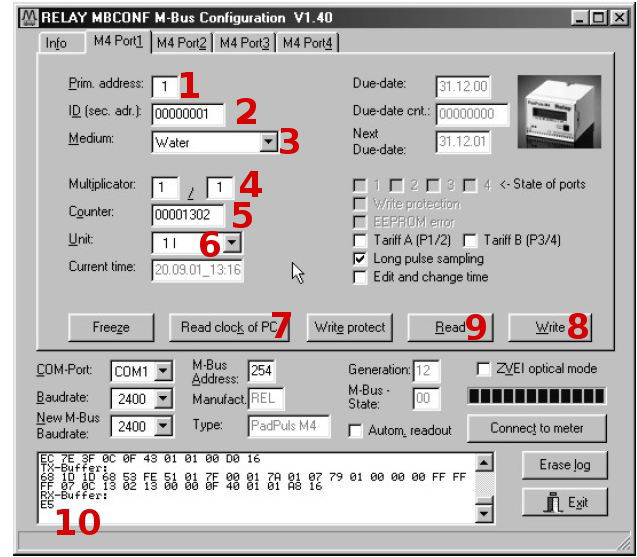 RELAY MBCONF M-Bus Configuration V1.40
Info M4 Port1 M4 Port2 M4 Port3 M4 Port4
Prim. address: 1 1 Due-date: 31.12.00
ID (sec. adr.): 00000001 2 Due-date cnt.: 00000000
Medium: Water 3 Next
Due-date: 31.12.01
Multiplicator: 1 / 1 4 1 2 3 4 <- State of ports
Write protection
Counter: 00001302 5 EEPROM error
Unit: 1 l 6 Tariff A (P1/2) Tariff B (P3/4)
Long pulse sampling
Current time: 20.09.01_13:16 Edit and change time
Freeze Read clock of PC 7 Write protect Read 9 Write 8
COM-Port: COM1 M-Bus
Address: 254 Generation: 12 ZVEI optical mode
Baudrate: 2400 Manufact. REL M-Bus -
State: 00
New M-Bus
Baudrate: 2400 Type: PadPuls M4 Autom. readout Connect to meter
EC 7E 3F 0C 0F 43 01 01 00 D0 16
TX-Buffer:
68 1D 1D 68 53 FE 51 01 7F 00 01 7A 01 07 79 01 00 00 00 FF FF
FF 07 0C 13 02 13 00 00 0F 40 01 01 A8 16
RX-Buffer:
E5
10
Erase log
Exit